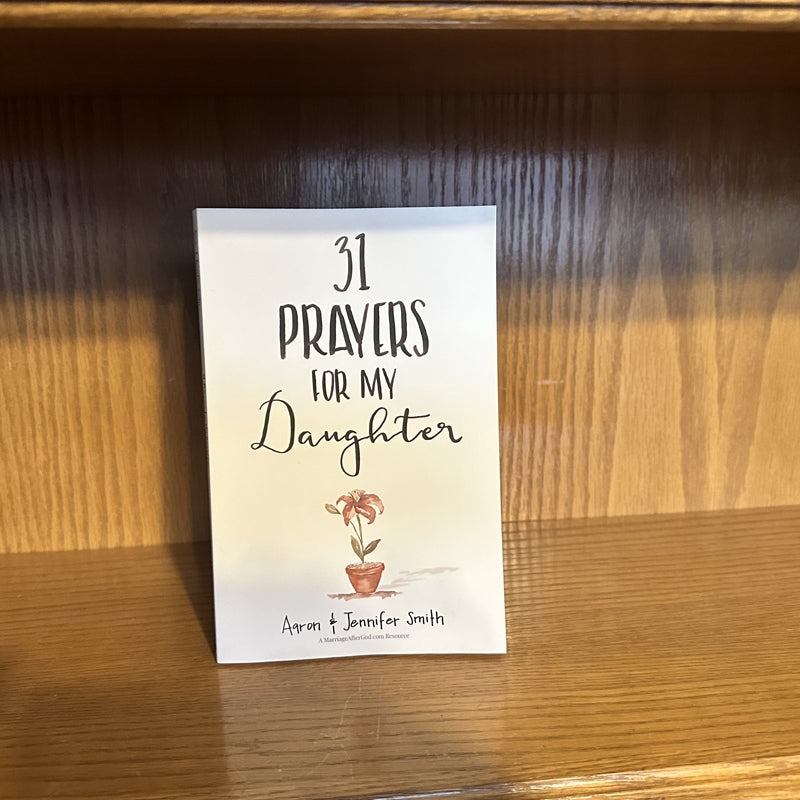 31
PRAYERS
FOR MY
Daughter
Aaron & Jennifer Smith
A MarriageAfterGod.com Resource